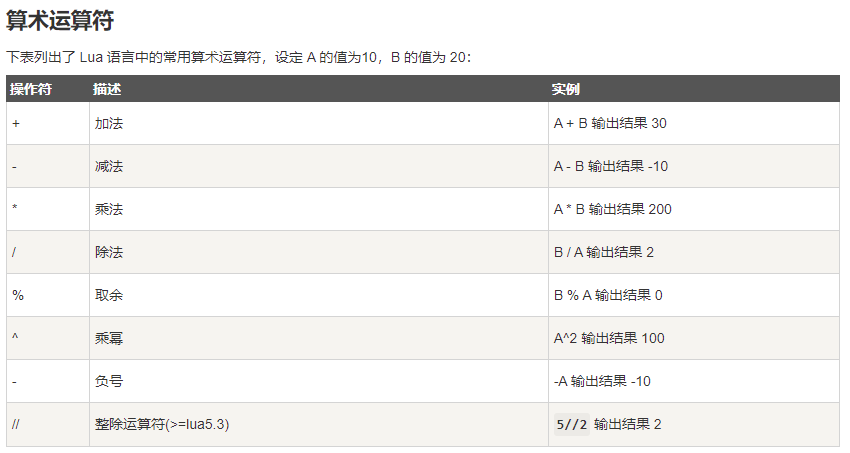 算术运算符
下表列出了 Lua 语言中的常用算术运算符，设定 A 的值为10，B 的值为 20：
操作符 描述 实例
+ 加法 A + B 输出结果 30
- 减法 A - B 输出结果 -10
* 乘法 A * B 输出结果 200
/ 除法 B / A 输出结果 2
% 取余 B % A 输出结果 0
^ 乘幂 A^2 输出结果 100
- 负号 -A 输出结果 -10
// 整除运算符(>=lua5.3) 5//2 输出结果 2